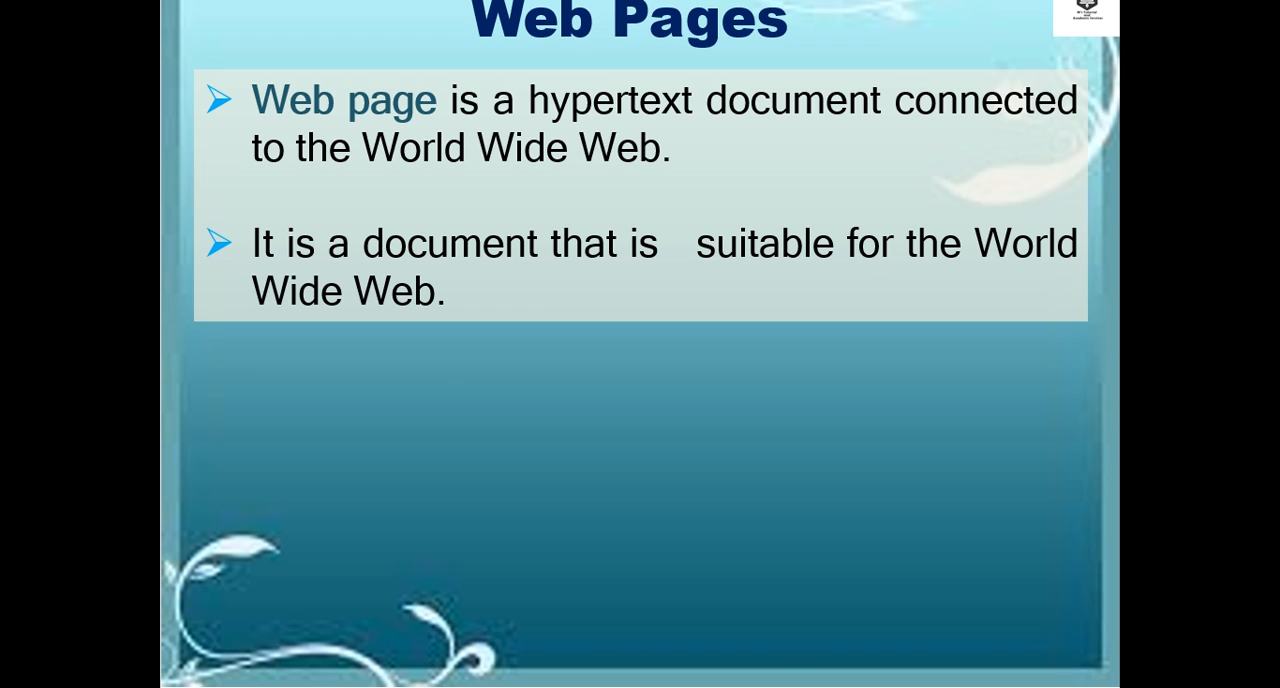 Web Pages
Web page is a hypertext document connected
to the World Wide Web.
It is a document that is suitable for the World
Wide Web.